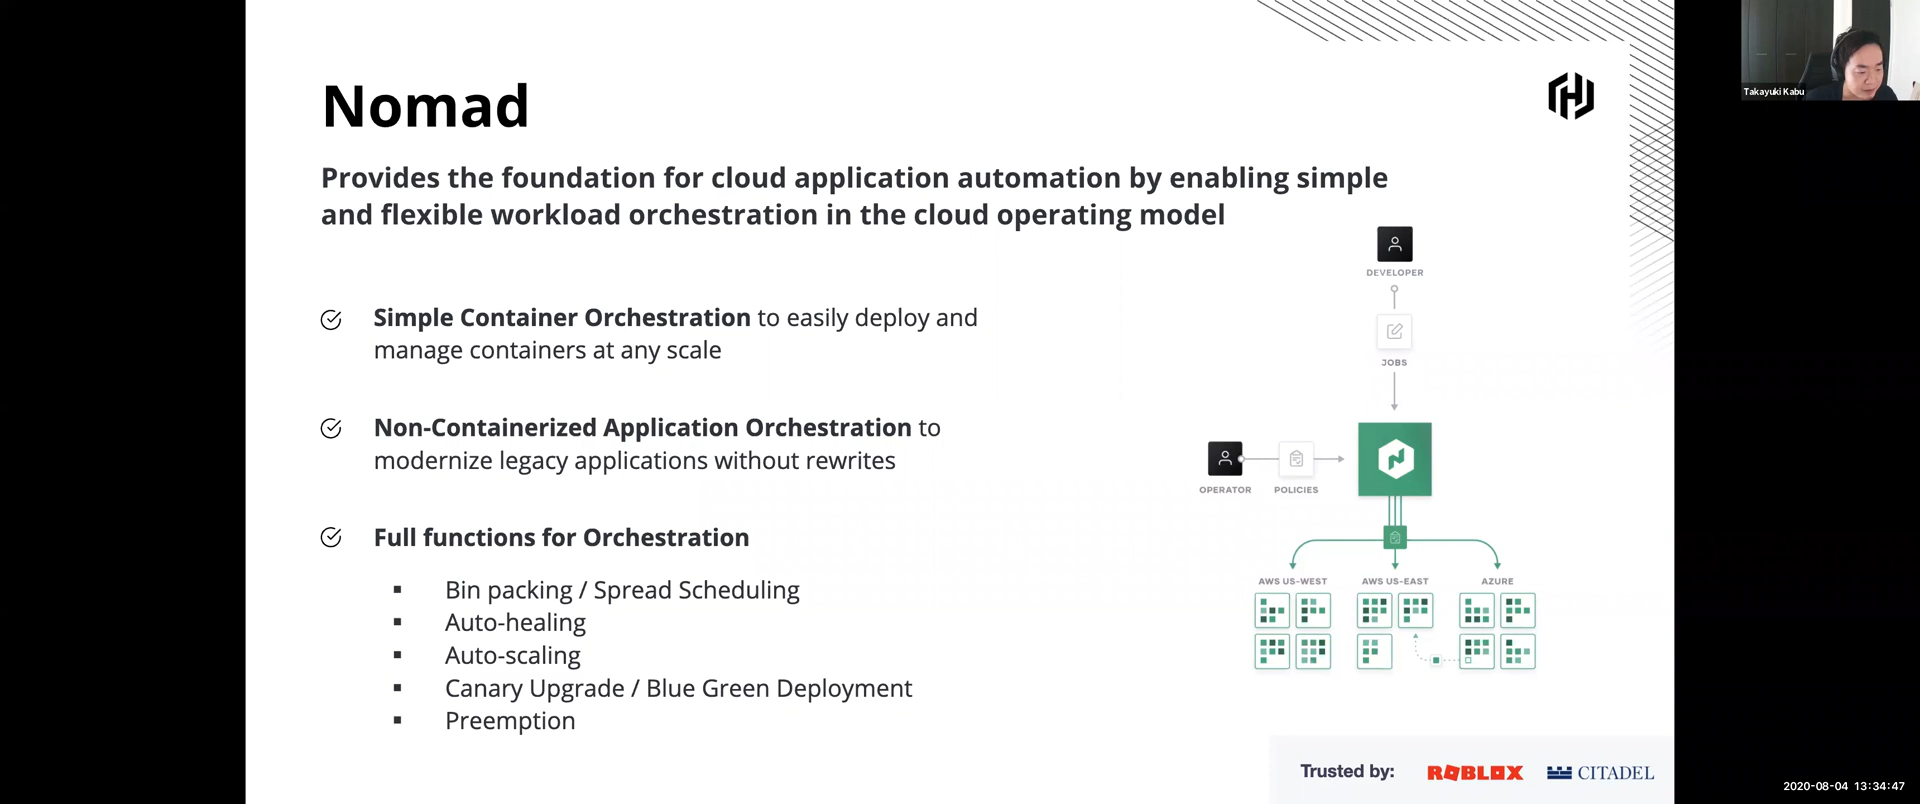 Nomad
Provides the foundation for cloud application automation by enabling simple
and flexible workload orchestration in the cloud operating model
Simple Container Orchestration to easily deploy and
manage containers at any scale
Non-Containerized Application Orchestration to
modernize legacy applications without rewrites
Full functions for Orchestration
Bin packing / Spread Scheduling
Auto-healing
Auto-scaling
Canary Upgrade / Blue Green Deployment
Preemption
DEVELOPER
JOBS
OPERATOR
POLICIES
AWS US-WEST
AWS US-EAST
AZURE
Trusted by:
ROBLOX
CITADEL
Takayuki Kabu
2020-08-04 13:34:47